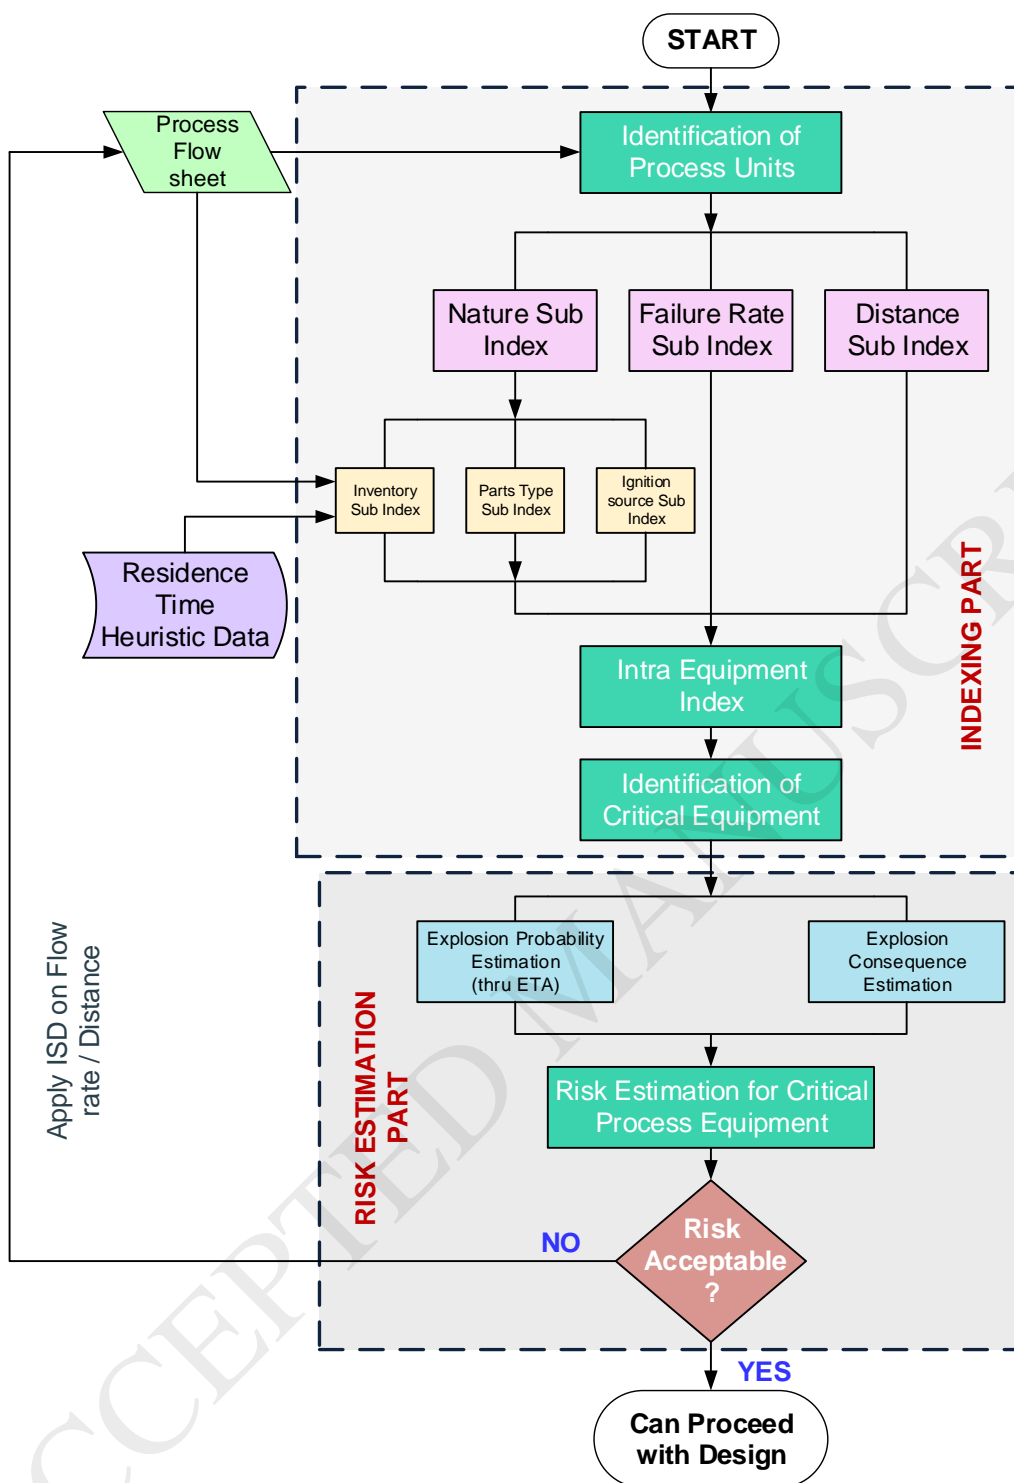 START
Process
Flow
sheet
Identification of
Process Units
Nature Sub
Index
Failure Rate
Sub Index
Distance
Sub Index
Inventory
Sub Index
Parts Type
Sub Index
Ignition
source Sub
Index
Residence
Time
Heuristic Data
INDEXING PART
Intra Equipment
Index
Identification of
Critical Equipment
Explosion Probability
Estimation
(thru ETA)
Explosion
Consequence
Estimation
Apply ISD on Flow
rate / Distance
RISK ESTIMATION
PART
Risk Estimation for Critical
Process Equipment
Risk
Acceptable
?
NO
YES
Can Proceed
with Design
CCEPTED MANUSCR